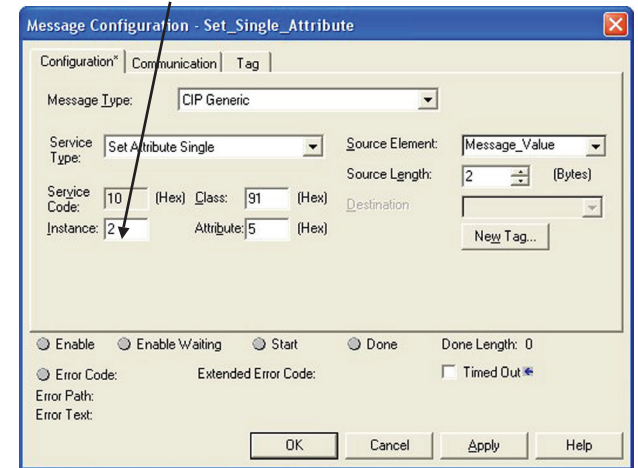 Message Configuration - Set_Single_Attribute
Configuration* Communication Tag
Message Type: CIP Generic
Service Type: Set Attribute Single
Source Element: Message_Value
Source Length: 2 (Bytes)
Service Code: 10 (Hex) Class: 91 (Hex)
Destination
Instance: 2 Attribute: 5 (Hex)
New Tag...
Enable Enable Waiting Start Done Done Length: 0
Error Code: Extended Error Code: Timed Out
Error Path:
Error Text:
OK Cancel Apply Help